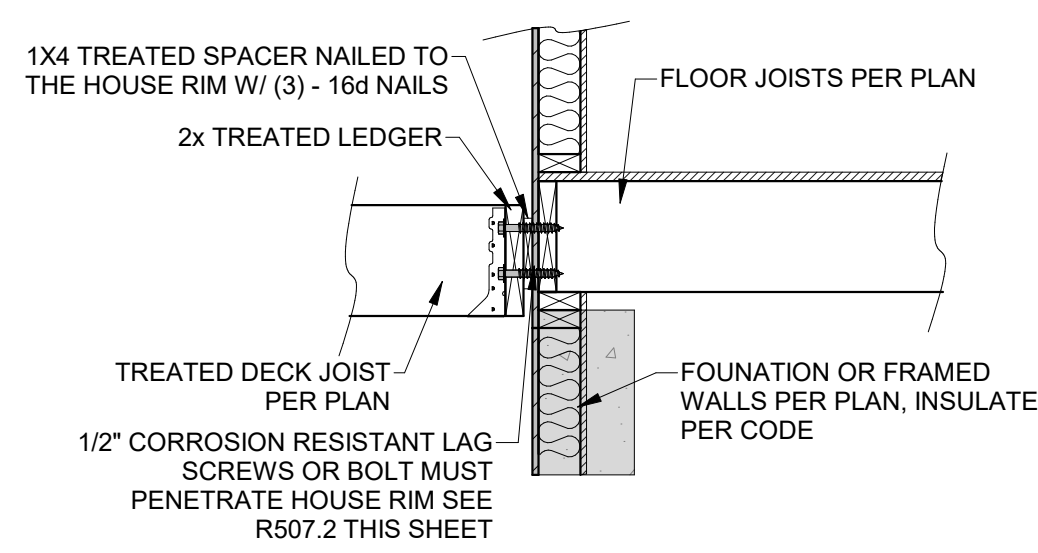 1X4 TREATED SPACER NAILED TO
THE HOUSE RIM W/ (3) - 16d NAILS
2x TREATED LEDGER
FLOOR JOISTS PER PLAN
TREATED DECK JOIST
PER PLAN
1/2" CORROSION RESISTANT LAG
SCREWS OR BOLT MUST
PENETRATE HOUSE RIM SEE
R507.2 THIS SHEET
FOUNATION OR FRAMED
WALLS PER PLAN, INSULATE
PER CODE